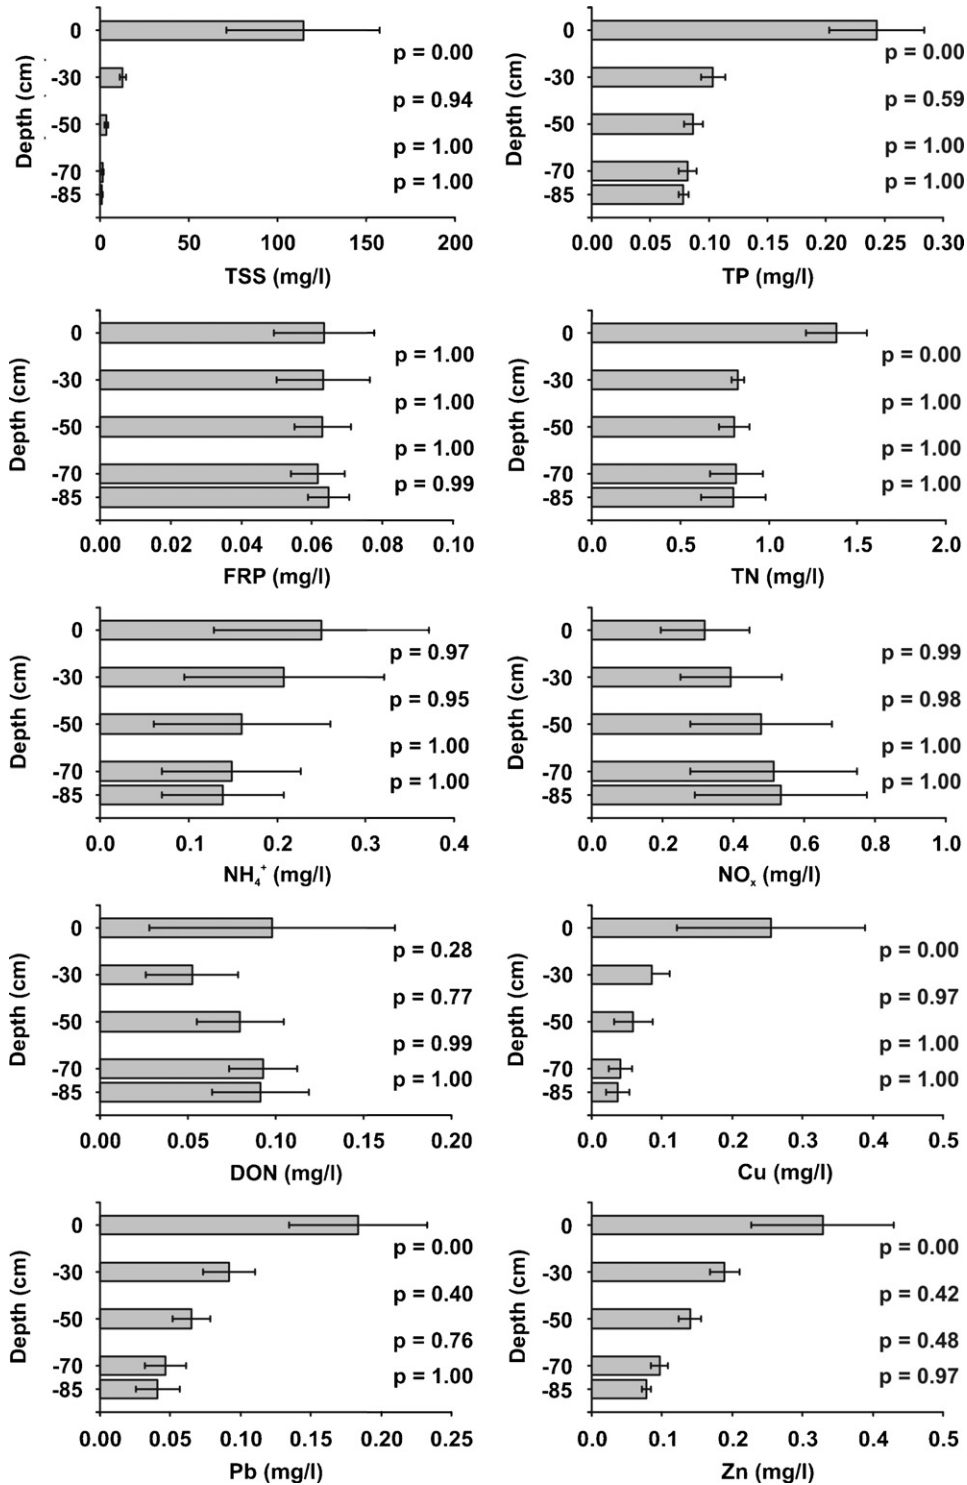 Depth (cm)
0
-30
-50
-70
-85
p = 0.00
p = 0.94
p = 1.00
p = 1.00
0 50 100 150 200
TSS (mg/l)
Depth (cm)
0
-30
-50
-70
-85
p = 0.00
p = 0.59
p = 1.00
p = 1.00
0.00 0.05 0.10 0.20 0.30
TP (mg/l)
Depth (cm)
0
-30
-50
-70
-85
p = 1.00
p = 1.00
p = 1.00
p = 0.99
0.00 0.02 0.04 0.06 0.08 0.10
FRP (mg/l)
Depth (cm)
0
-30
-50
-70
-85
p = 0.00
p = 1.00
p = 1.00
p = 1.00
0.0 0.5 1.0 1.5 2.0
TN (mg/l)
Depth (cm)
0
-30
-50
-70
-85
p = 0.97
p = 0.95
p = 1.00
p = 1.00
0.0 0.1 0.2 0.3 0.4
NH₄⁺ (mg/l)
Depth (cm)
0
-30
-50
-70
-85
p = 0.99
p = 0.98
p = 1.00
p = 1.00
0.0 0.2 0.4 0.6 0.8 1.0
NOₓ (mg/l)
Depth (cm)
0
-30
-50
-70
-85
p = 0.28
p = 0.77
p = 0.99
p = 1.00
0.00 0.05 0.10 0.15 0.20
DON (mg/l)
Depth (cm)
0
-30
-50
-70
-85
p = 0.00
p = 0.97
p = 1.00
p = 1.00
0.0 0.1 0.2 0.3 0.4 0.5
Cu (mg/l)
Depth (cm)
0
-30
-50
-70
-85
p = 0.00
p = 0.40
p = 0.76
p = 1.00
0.00 0.05 0.10 0.15 0.20 0.25
Pb (mg/l)
Depth (cm)
0
-30
-50
-70
-85
p = 0.00
p = 0.42
p = 0.48
p = 0.97
0.0 0.1 0.2 0.3 0.4 0.5
Zn (mg/l)